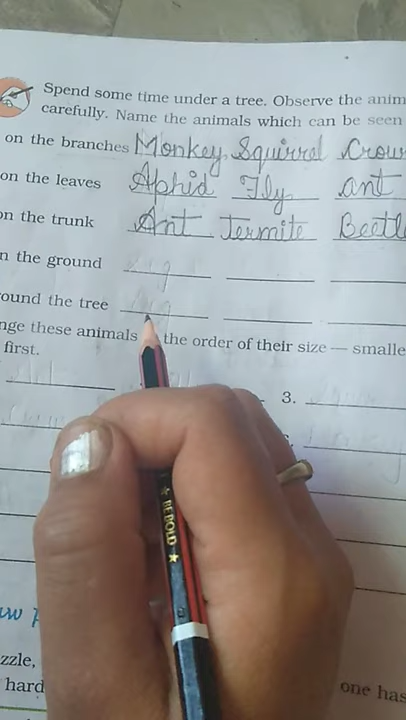 Spend some time under a tree. Observe the anim
carefully. Name the animals which can be seen
on the branches Monkey Squirrel Crow
on the leaves Aphid Fly ant
on the trunk Ant Termite Beetl
n the ground
ound the tree
nge these animals the order of their size — smalle
first.
3.
BEBOLD
zzle,
hard
one has